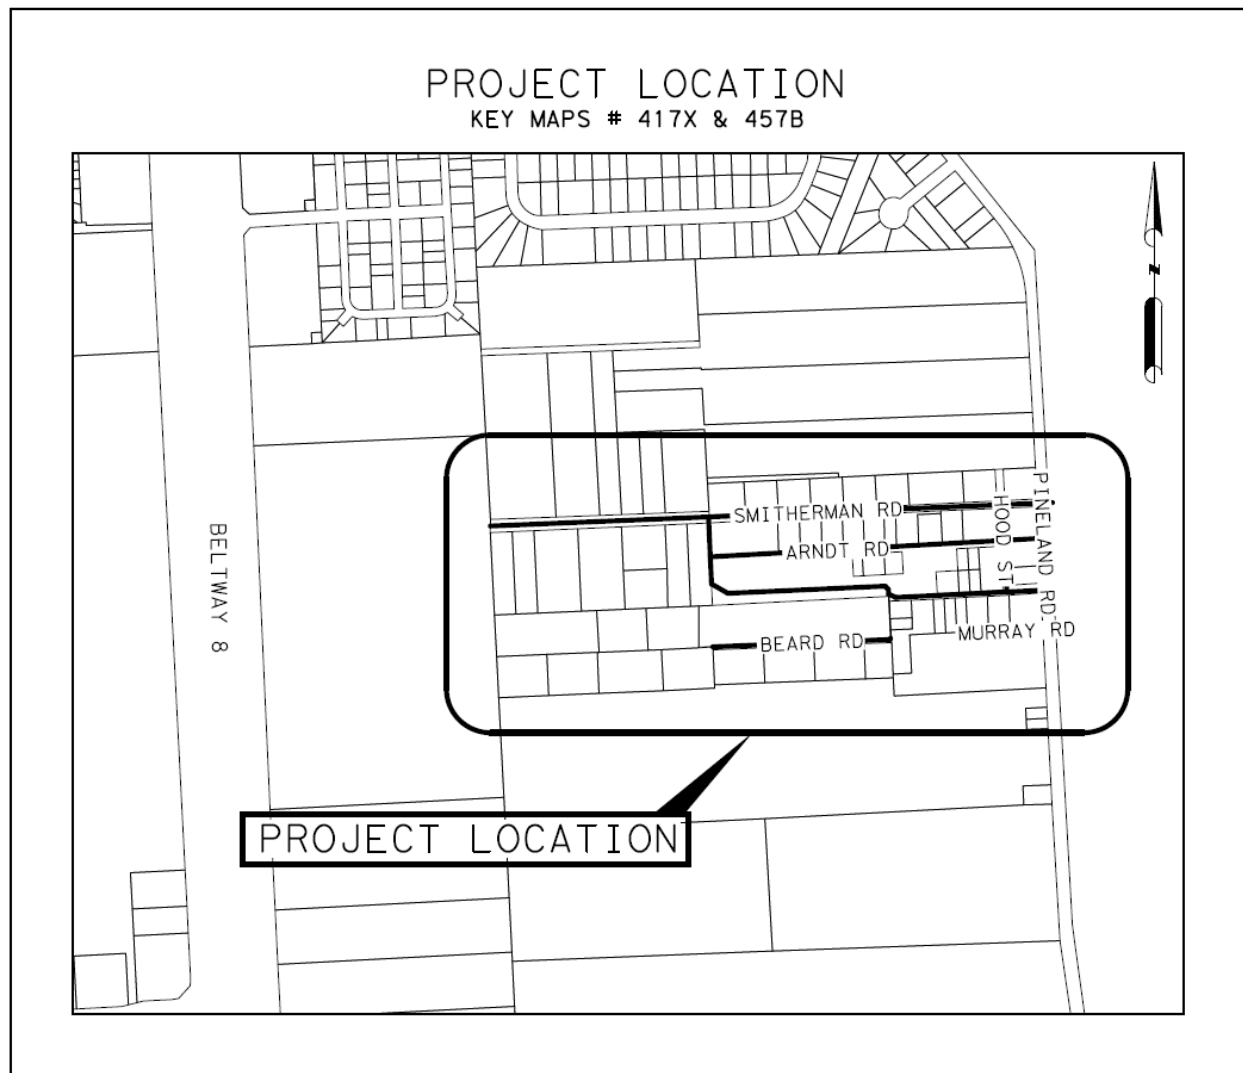 PROJECT LOCATION
KEY MAPS # 417X & 457B
N
SMITHERMAN RD
HOOD ST.
PINELAND RD.
ARNDT RD
BELTWAY 8
MURRAY RD
BEARD RD
PROJECT LOCATION